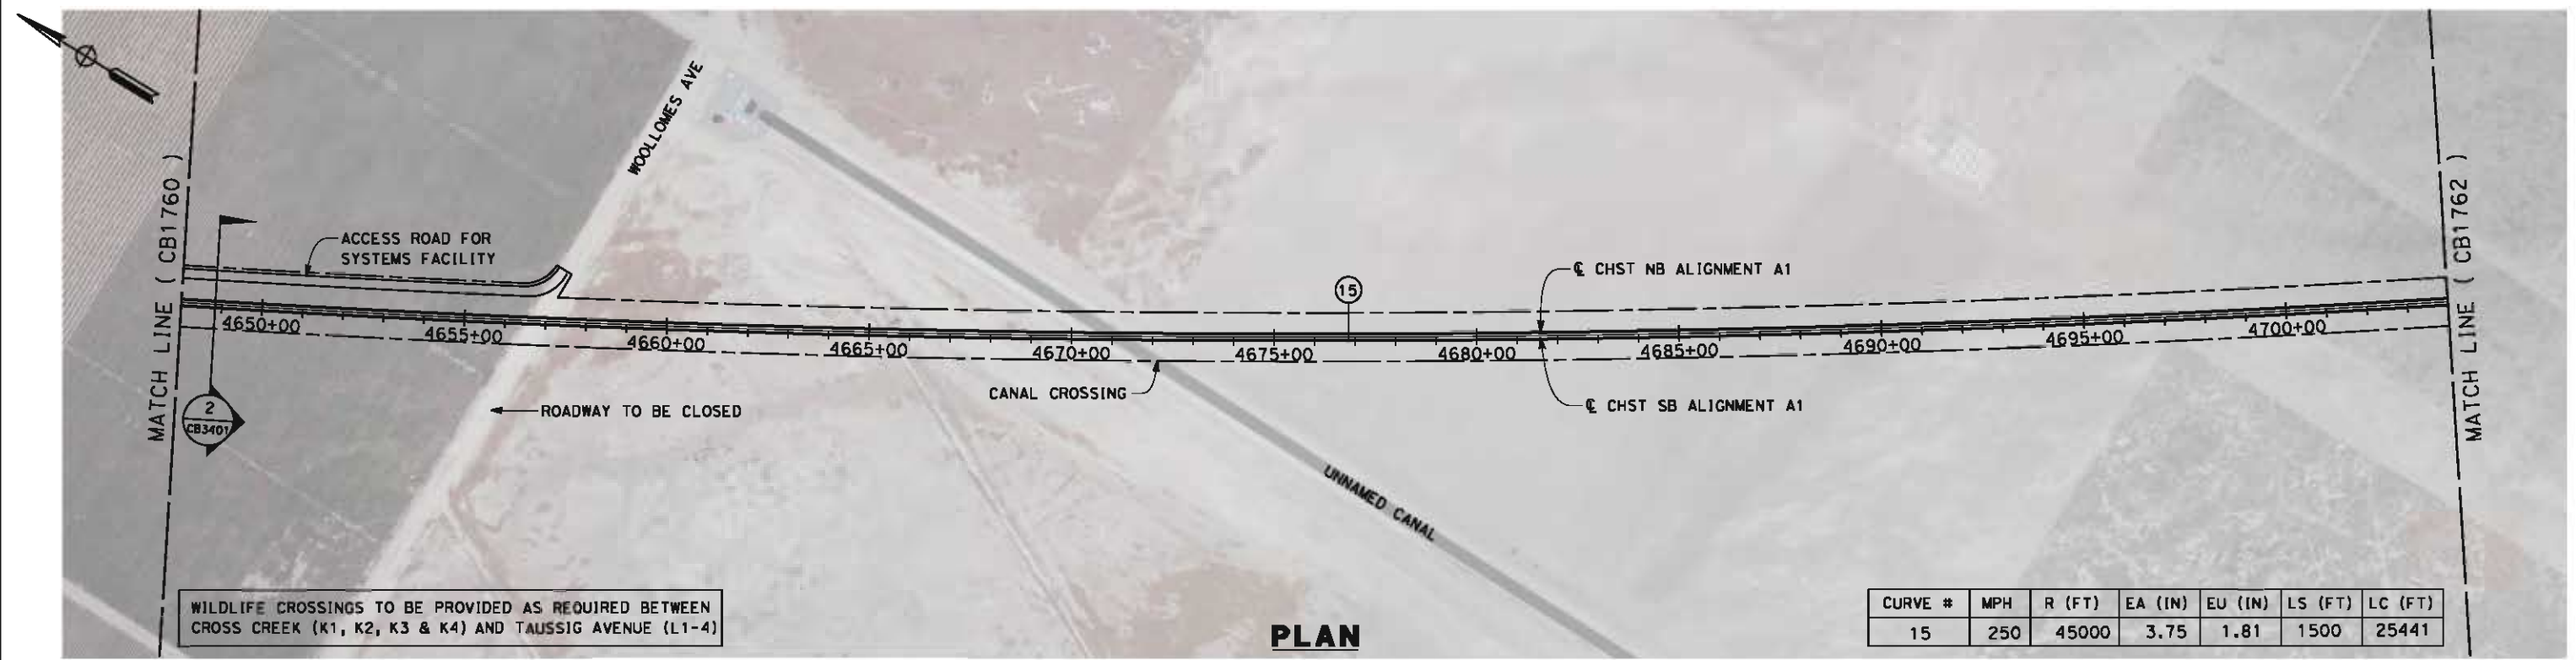 WOOLLOMES AVE
MATCH LINE ( CB1760 )
MATCH LINE ( CB1762 )
ACCESS ROAD FOR
SYSTEMS FACILITY
15
℄ CHST NB ALIGNMENT A1
4650+00 4655+00 4660+00 4665+00 4670+00 4675+00 4680+00 4685+00 4690+00 4695+00 4700+00
CANAL CROSSING
℄ CHST SB ALIGNMENT A1
2
CB3401
ROADWAY TO BE CLOSED
UNNAMED CANAL
WILDLIFE CROSSINGS TO BE PROVIDED AS REQUIRED BETWEEN
CROSS CREEK (K1, K2, K3 & K4) AND TAUSSIG AVENUE (L1-4)
PLAN
CURVE # MPH R (FT) EA (IN) EU (IN) LS (FT) LC (FT)
15 250 45000 3.75 1.81 1500 25441